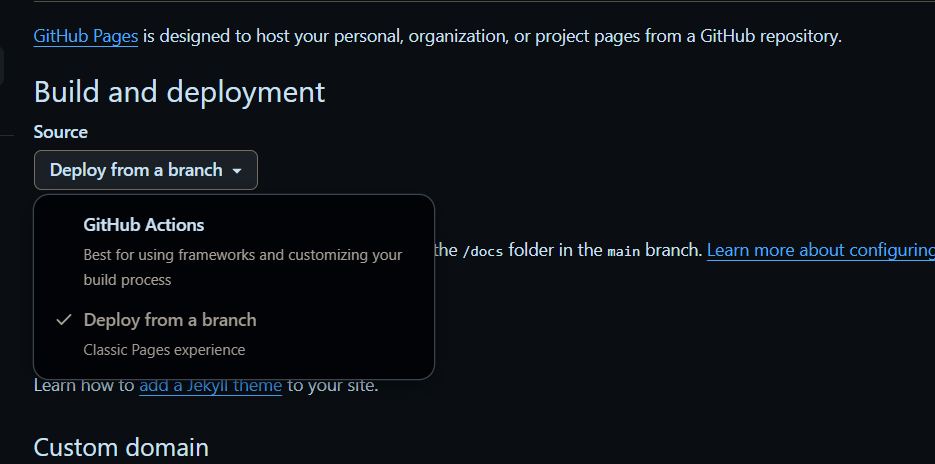 GitHub Pages is designed to host your personal, organization, or project pages from a GitHub repository.
Build and deployment
Source
Deploy from a branch
GitHub Actions
Best for using frameworks and customizing your
build process
the /docs folder in the main branch. Learn more about configuring
Deploy from a branch
Classic Pages experience
Learn how to add a Jekyll theme to your site.
Custom domain